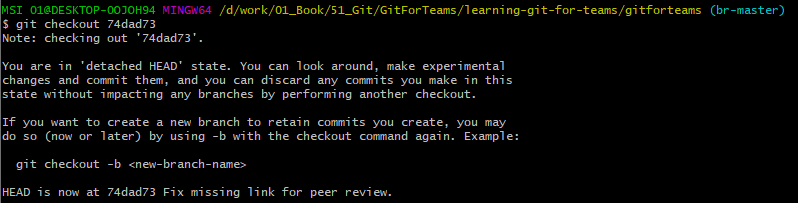 MSI 01@DESKTOP-OOJOH94 MINGW64 /d/work/01_Book/51_Git/GitForTeams/learning-git-for-teams/gitforteams (br-master)
$ git checkout 74dad73
Note: checking out '74dad73'.
You are in 'detached HEAD' state. You can look around, make experimental
changes and commit them, and you can discard any commits you make in this
state without impacting any branches by performing another checkout.
If you want to create a new branch to retain commits you create, you may
do so (now or later) by using -b with the checkout command again. Example:
git checkout -b <new-branch-name>
HEAD is now at 74dad73 Fix missing link for peer review.